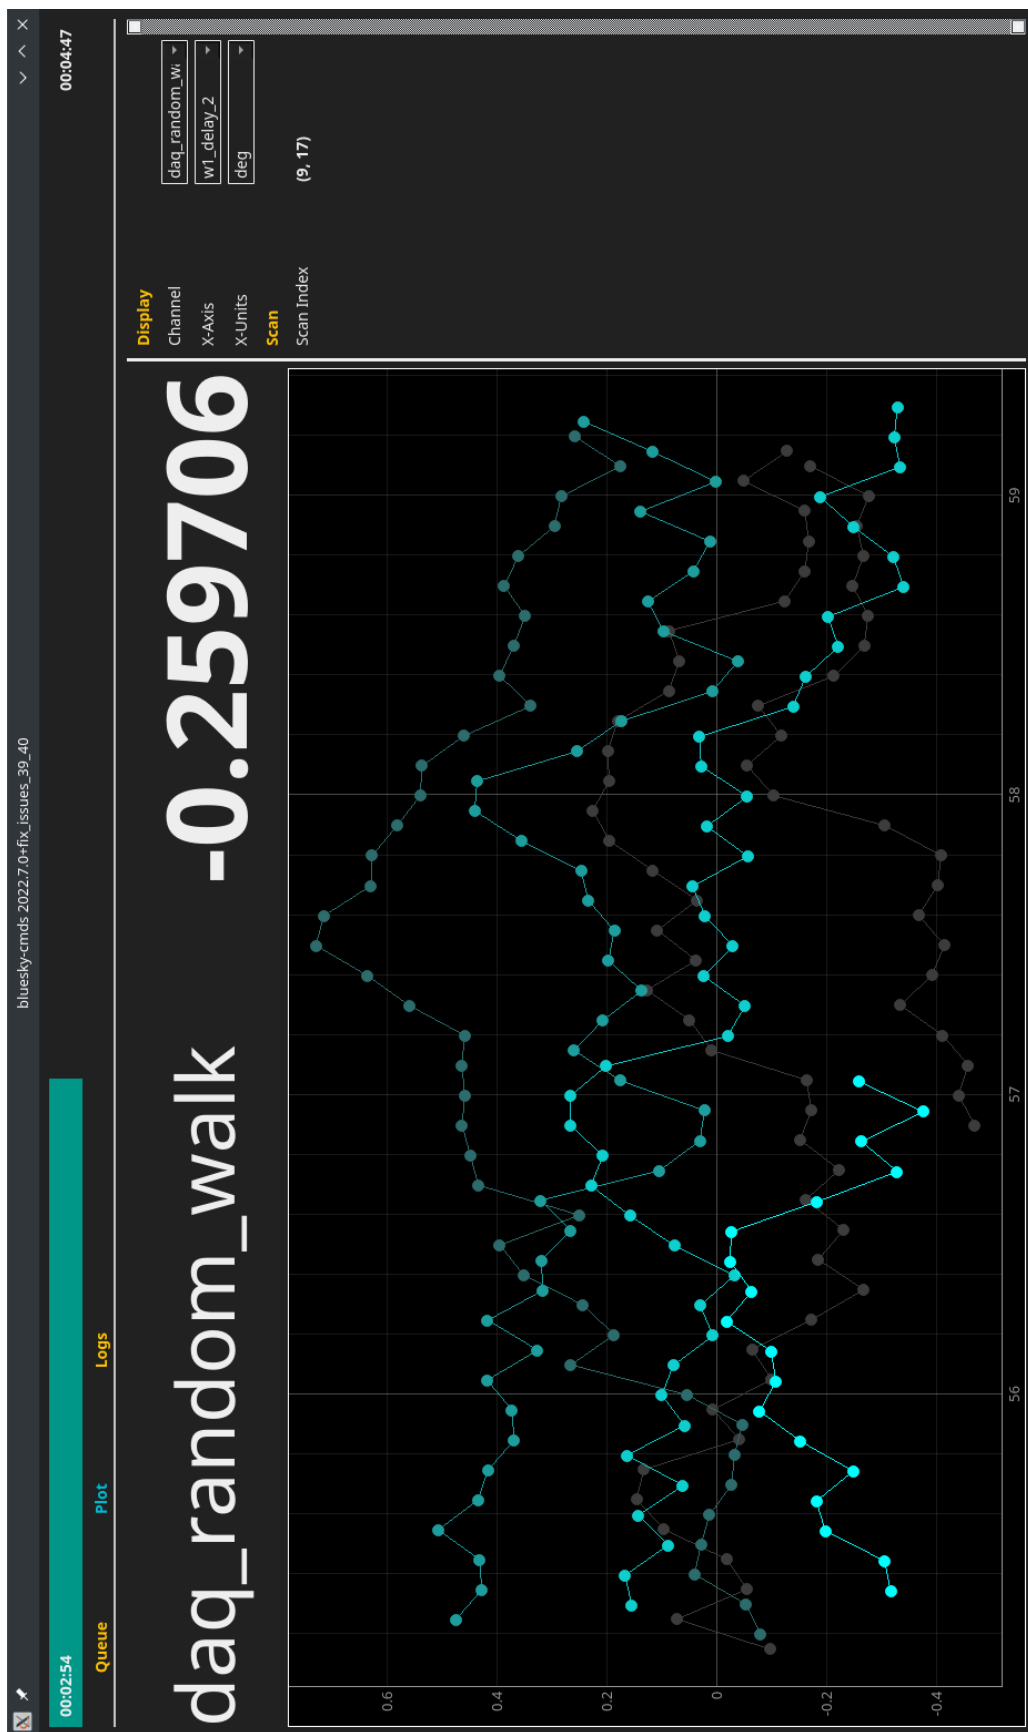 bluesky-cmds 2022.7.0+fix_issues_39_40
00:02:54
00:04:47
Queue
Plot
Logs
daq_random_walk
-0.259706
0.6
0.4
0.2
0
-0.2
-0.4
56
57
58
59
Display
Channel
daq_random_w
X-Axis
w1_delay_2
X-Units
deg
Scan
Scan Index
(9, 17)